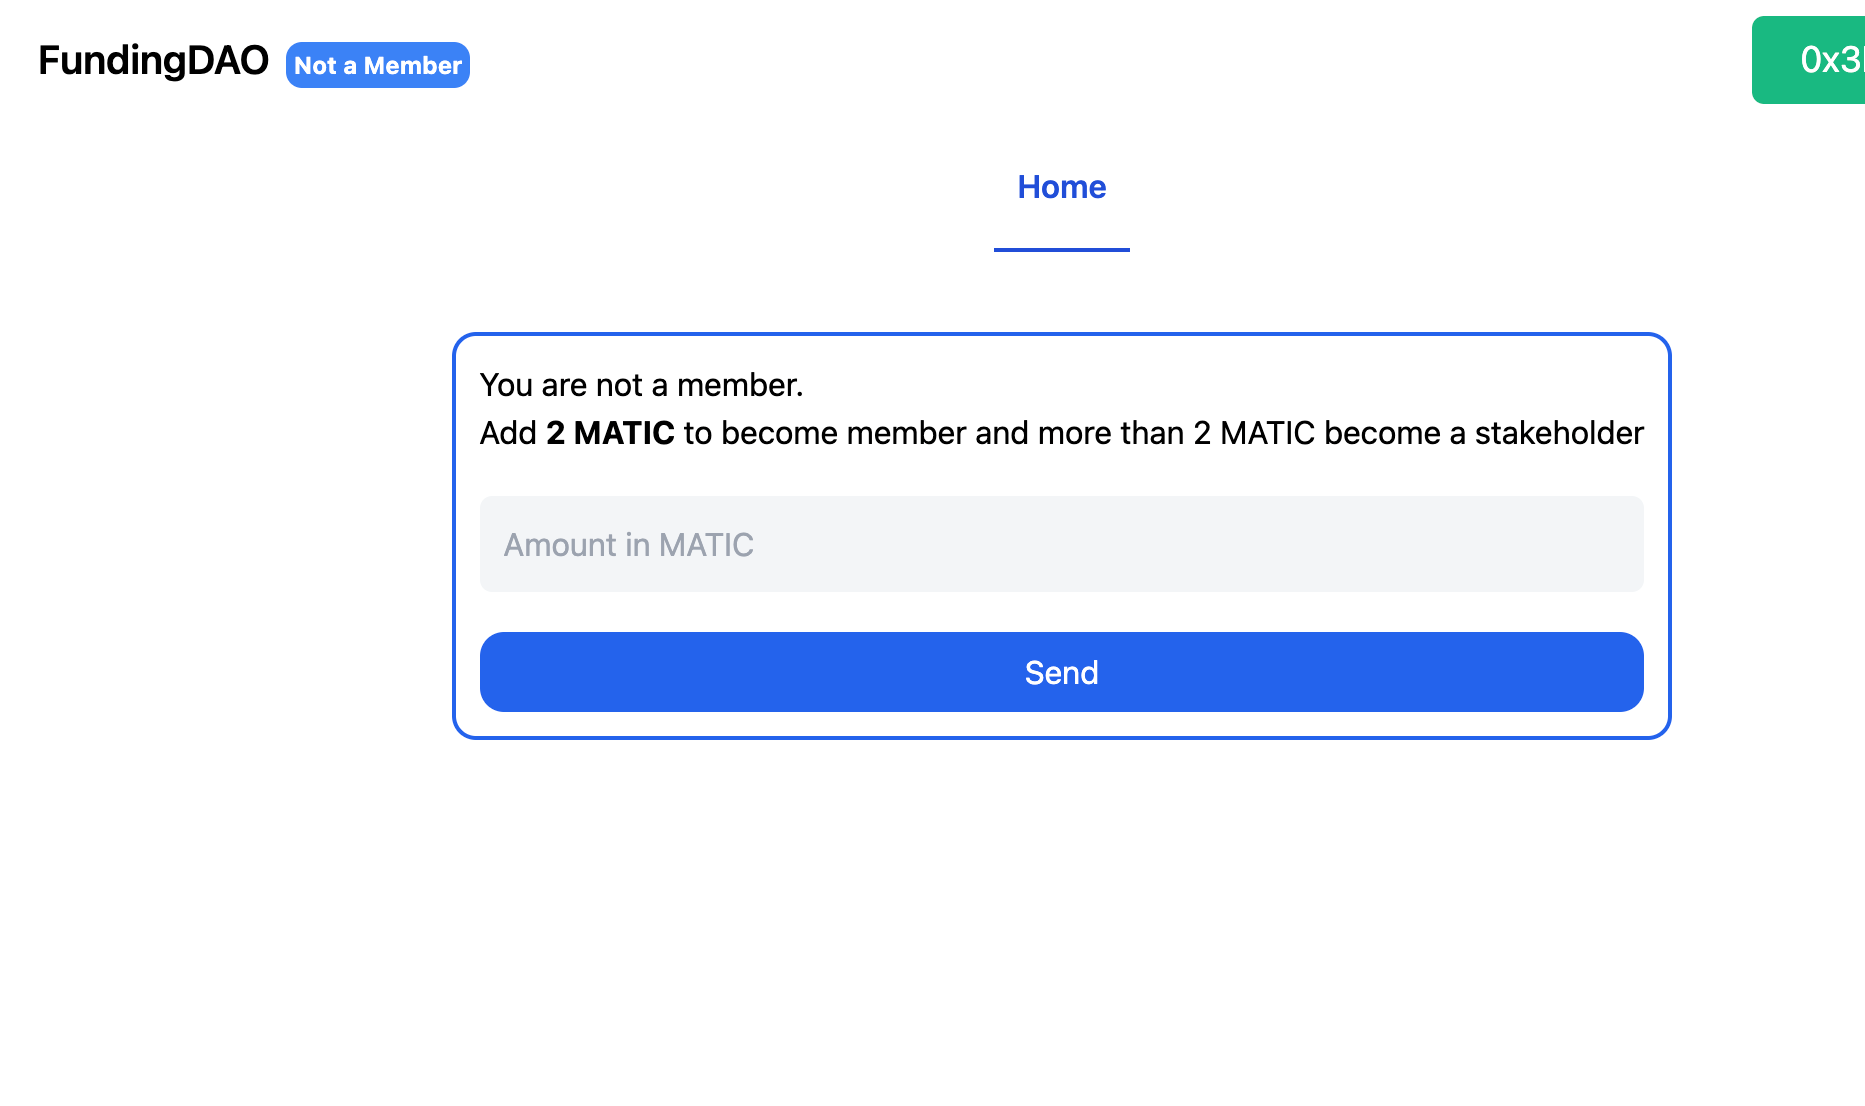 FundingDAO Not a Member
0x3
Home
You are not a member.
Add 2 MATIC to become member and more than 2 MATIC become a stakeholder
Amount in MATIC
Send